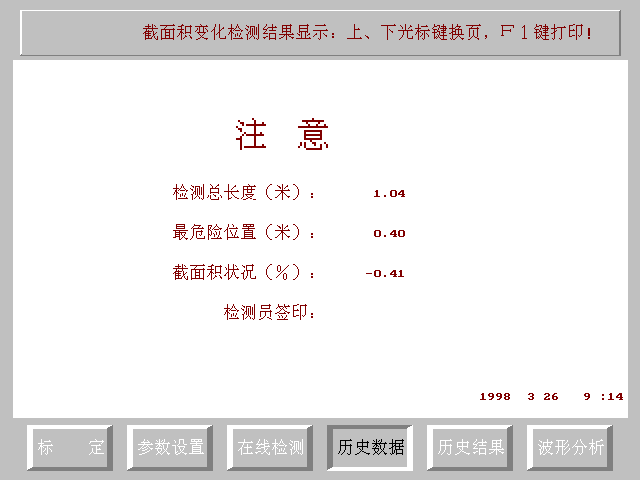 截面积变化检测结果显示：上、下光标键换页，F1键打印！
注 意
检测总长度（米）： 1.04
最危险位置（米）： 0.40
截面积状况（％）： -0.41
检测员签印：
1998 3 26 9 :14
标 定 参数设置 在线检测 历史数据 历史结果 波形分析